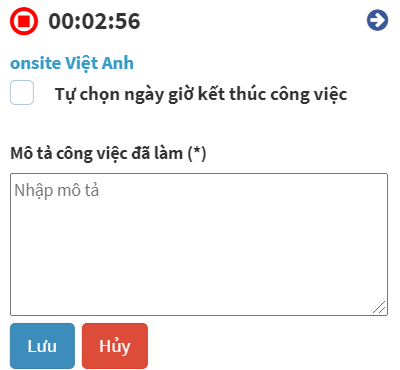 00:02:56
onsite Việt Anh
Tự chọn ngày giờ kết thúc công việc
Mô tả công việc đã làm (*)
Nhập mô tả
Lưu Hủy